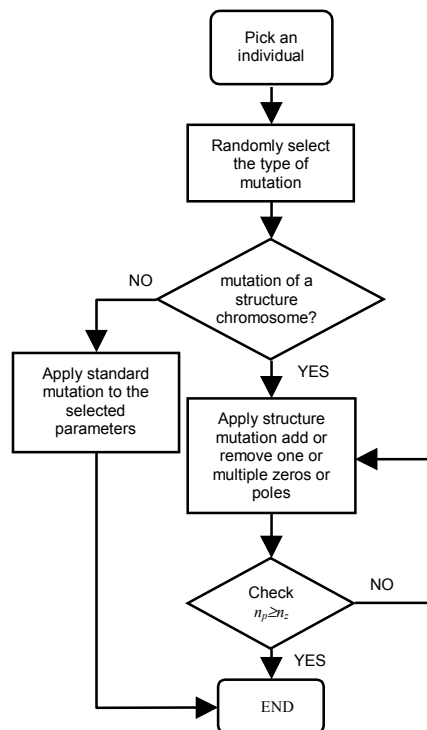 Pick an
individual
Randomly select
the type of
mutation
NO
mutation of a
structure
chromosome?
YES
Apply standard
mutation to the
selected
parameters
Apply structure
mutation add or
remove one or
multiple zeros or
poles
Check
nₚ≥n_z
NO
YES
END